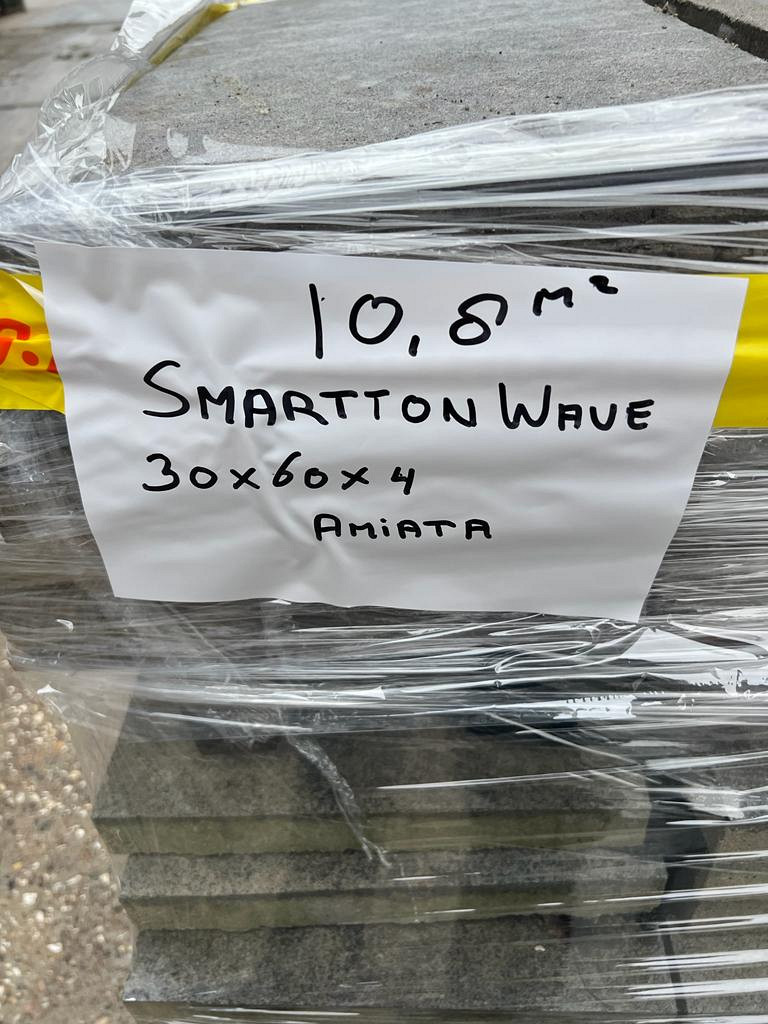 10,8 m²
SMARTTON WAVE
30x60x4
AMiATA